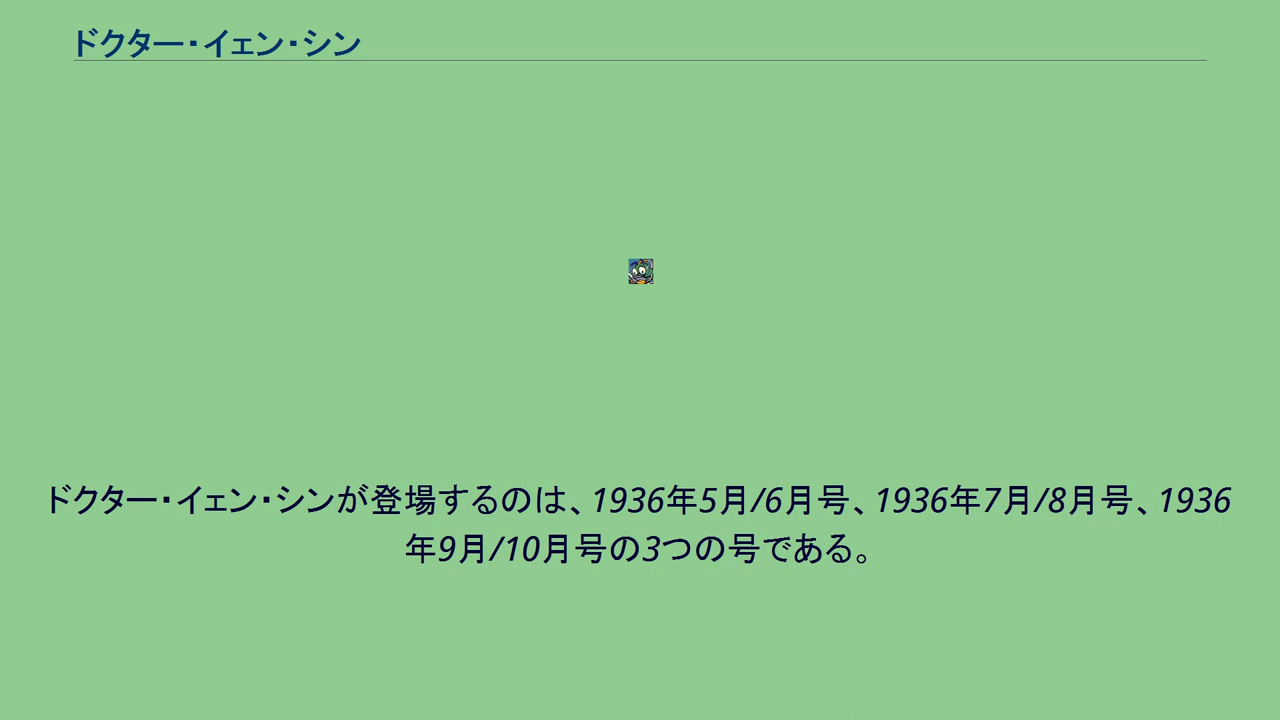 ドクター・イェン・シン
ドクター・イェン・シンが登場するのは、1936年5月/6月号、1936年7月/8月号、1936
年9月/10月号の3つの号である。